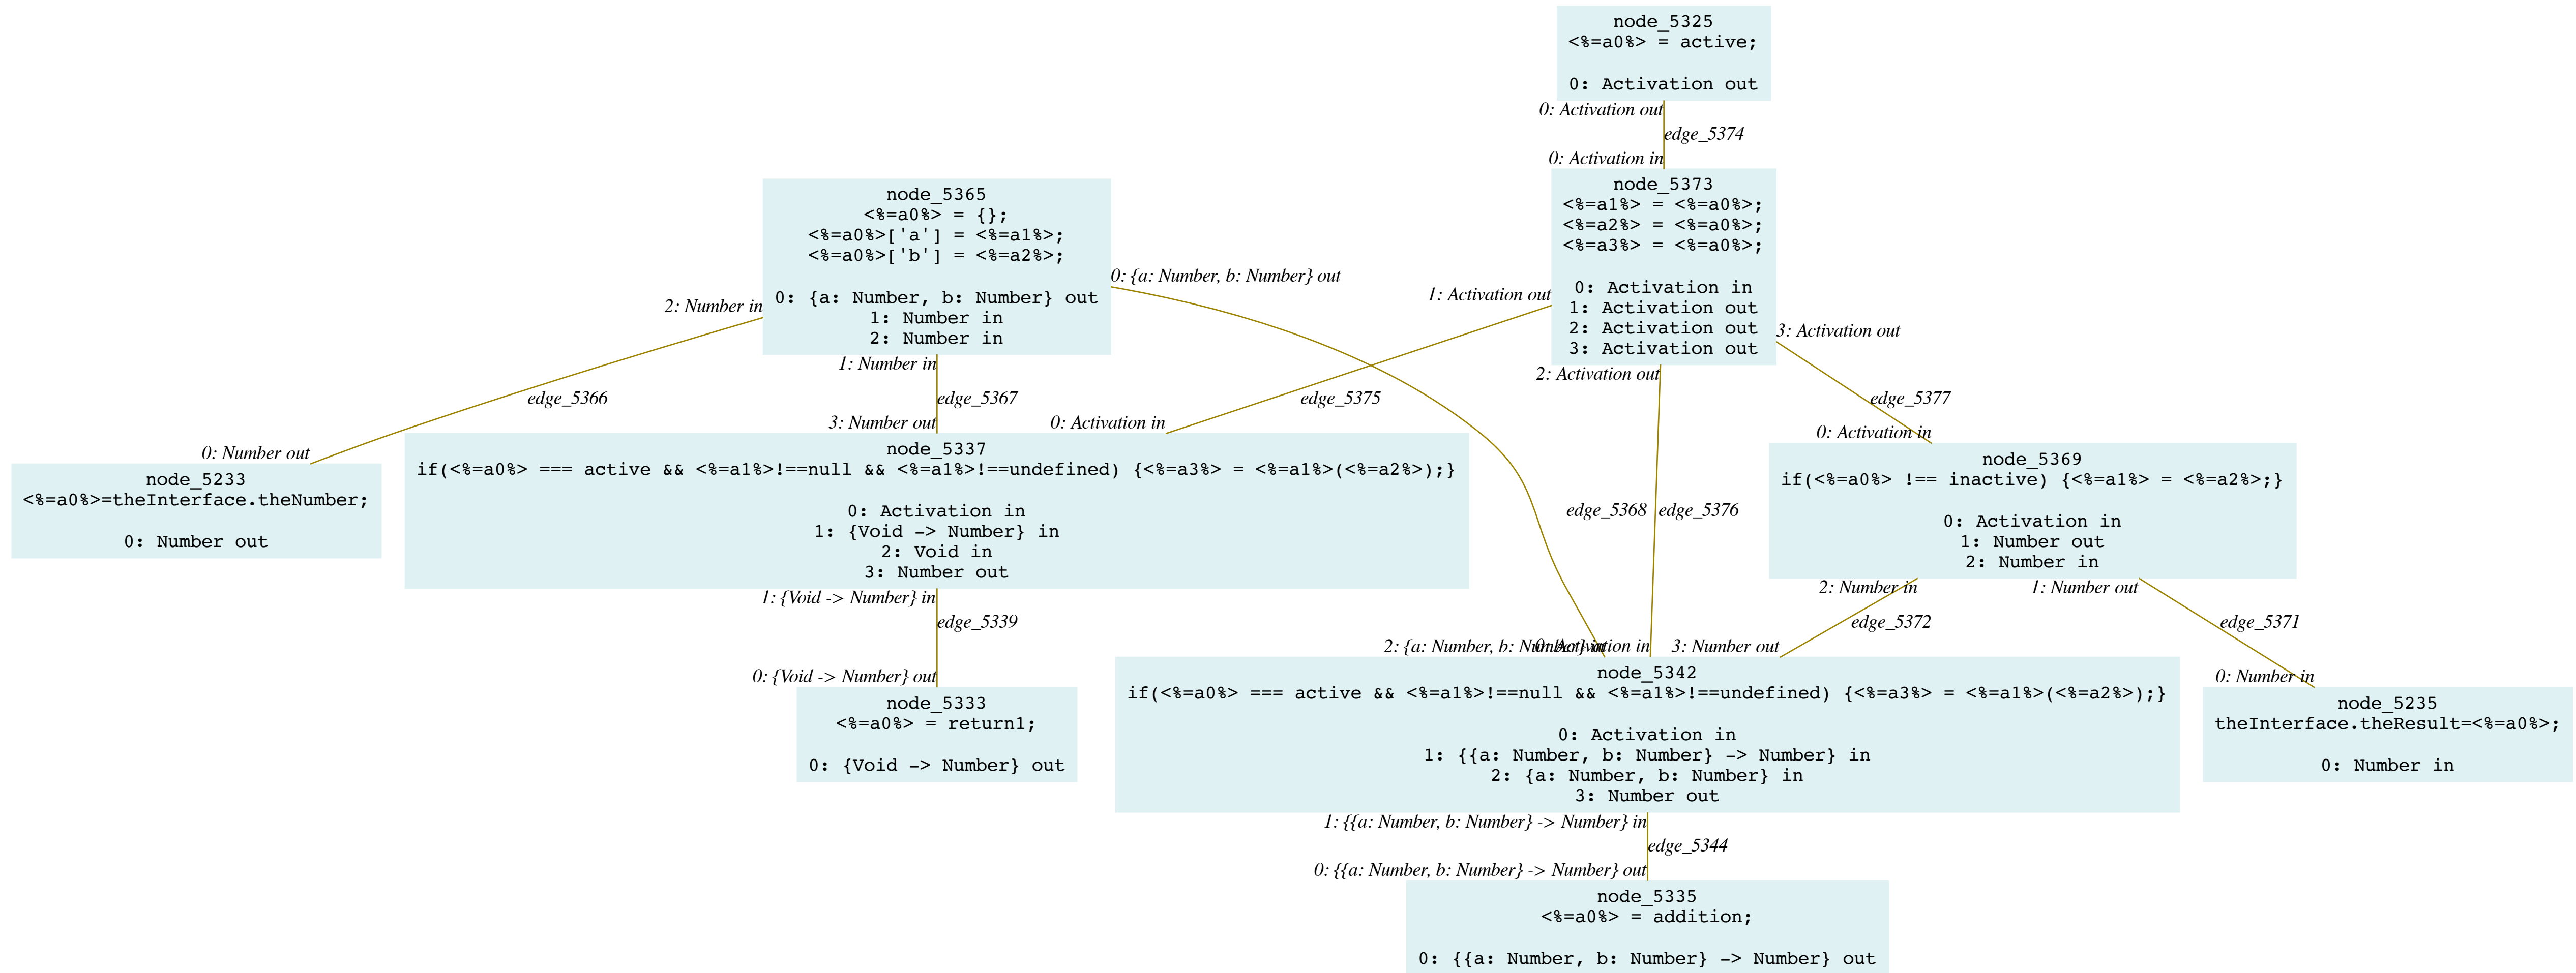 node_5325
<%=a0%> = active;
0: Activation out
0: Activation out
edge_5374
0: Activation in
node_5373
<%=a1%> = <%=a0%>;
<%=a2%> = <%=a0%>;
<%=a3%> = <%=a0%>;
0: Activation in
1: Activation out
2: Activation out
3: Activation out
node_5365
<%=a0%> = {};
<%=a0%>['a'] = <%=a1%>;
<%=a0%>['b'] = <%=a2%>;
0: {a: Number, b: Number} out
1: Number in
2: Number in
0: {a: Number, b: Number} out
2: Number in
1: Number in
1: Activation out
2: Activation out
3: Activation out
edge_5366
edge_5367
edge_5375
edge_5377
0: Number out
3: Number out
0: Activation in
0: Activation in
node_5233
<%=a0%>=theInterface.theNumber;
0: Number out
node_5337
if(<%=a0%> === active && <%=a1%>!==null && <%=a1%>!==undefined) {<%=a3%> = <%=a1%>(<%=a2%>);}
0: Activation in
1: {Void -> Number} in
2: Void in
3: Number out
edge_5368
edge_5376
node_5369
if(<%=a0%> !== inactive) {<%=a1%> = <%=a2%>;}
0: Activation in
1: Number out
2: Number in
1: {Void -> Number} in
edge_5339
0: {Void -> Number} out
2: Number in
1: Number out
edge_5372
edge_5371
2: {a: Number, b: Number} in
0: Activation in
3: Number out
0: Number in
node_5333
<%=a0%> = return1;
0: {Void -> Number} out
node_5342
if(<%=a0%> === active && <%=a1%>!==null && <%=a1%>!==undefined) {<%=a3%> = <%=a1%>(<%=a2%>);}
0: Activation in
1: {{a: Number, b: Number} -> Number} in
2: {a: Number, b: Number} in
3: Number out
node_5235
theInterface.theResult=<%=a0%>;
0: Number in
1: {{a: Number, b: Number} -> Number} in
edge_5344
0: {{a: Number, b: Number} -> Number} out
node_5335
<%=a0%> = addition;
0: {{a: Number, b: Number} -> Number} out